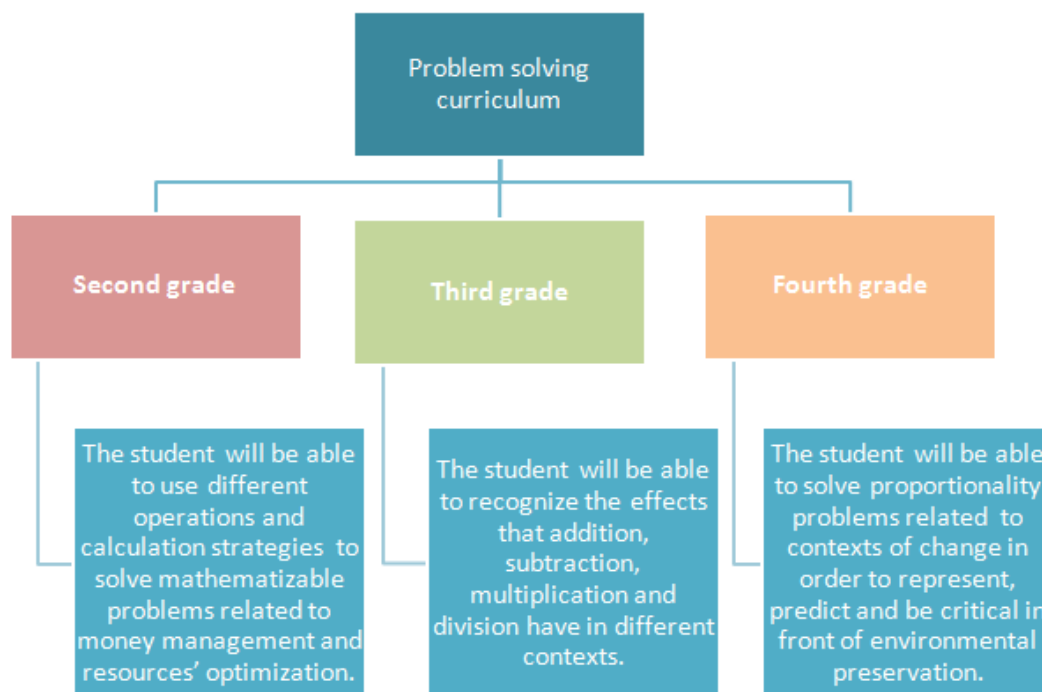 Problem solving
curriculum
Second grade
Third grade
Fourth grade
The student will be able
to use different
operations and
calculation strategies to
solve mathematizable
problems related to
money management and
resources' optimization.
The student will be able
to recognize the effects
that addition,
subtraction,
multiplication and
division have in different
contexts.
The student will be able
to solve proportionality
problems related to
contexts of change in
order to represent,
predict and be critical in
front of environmental
preservation.